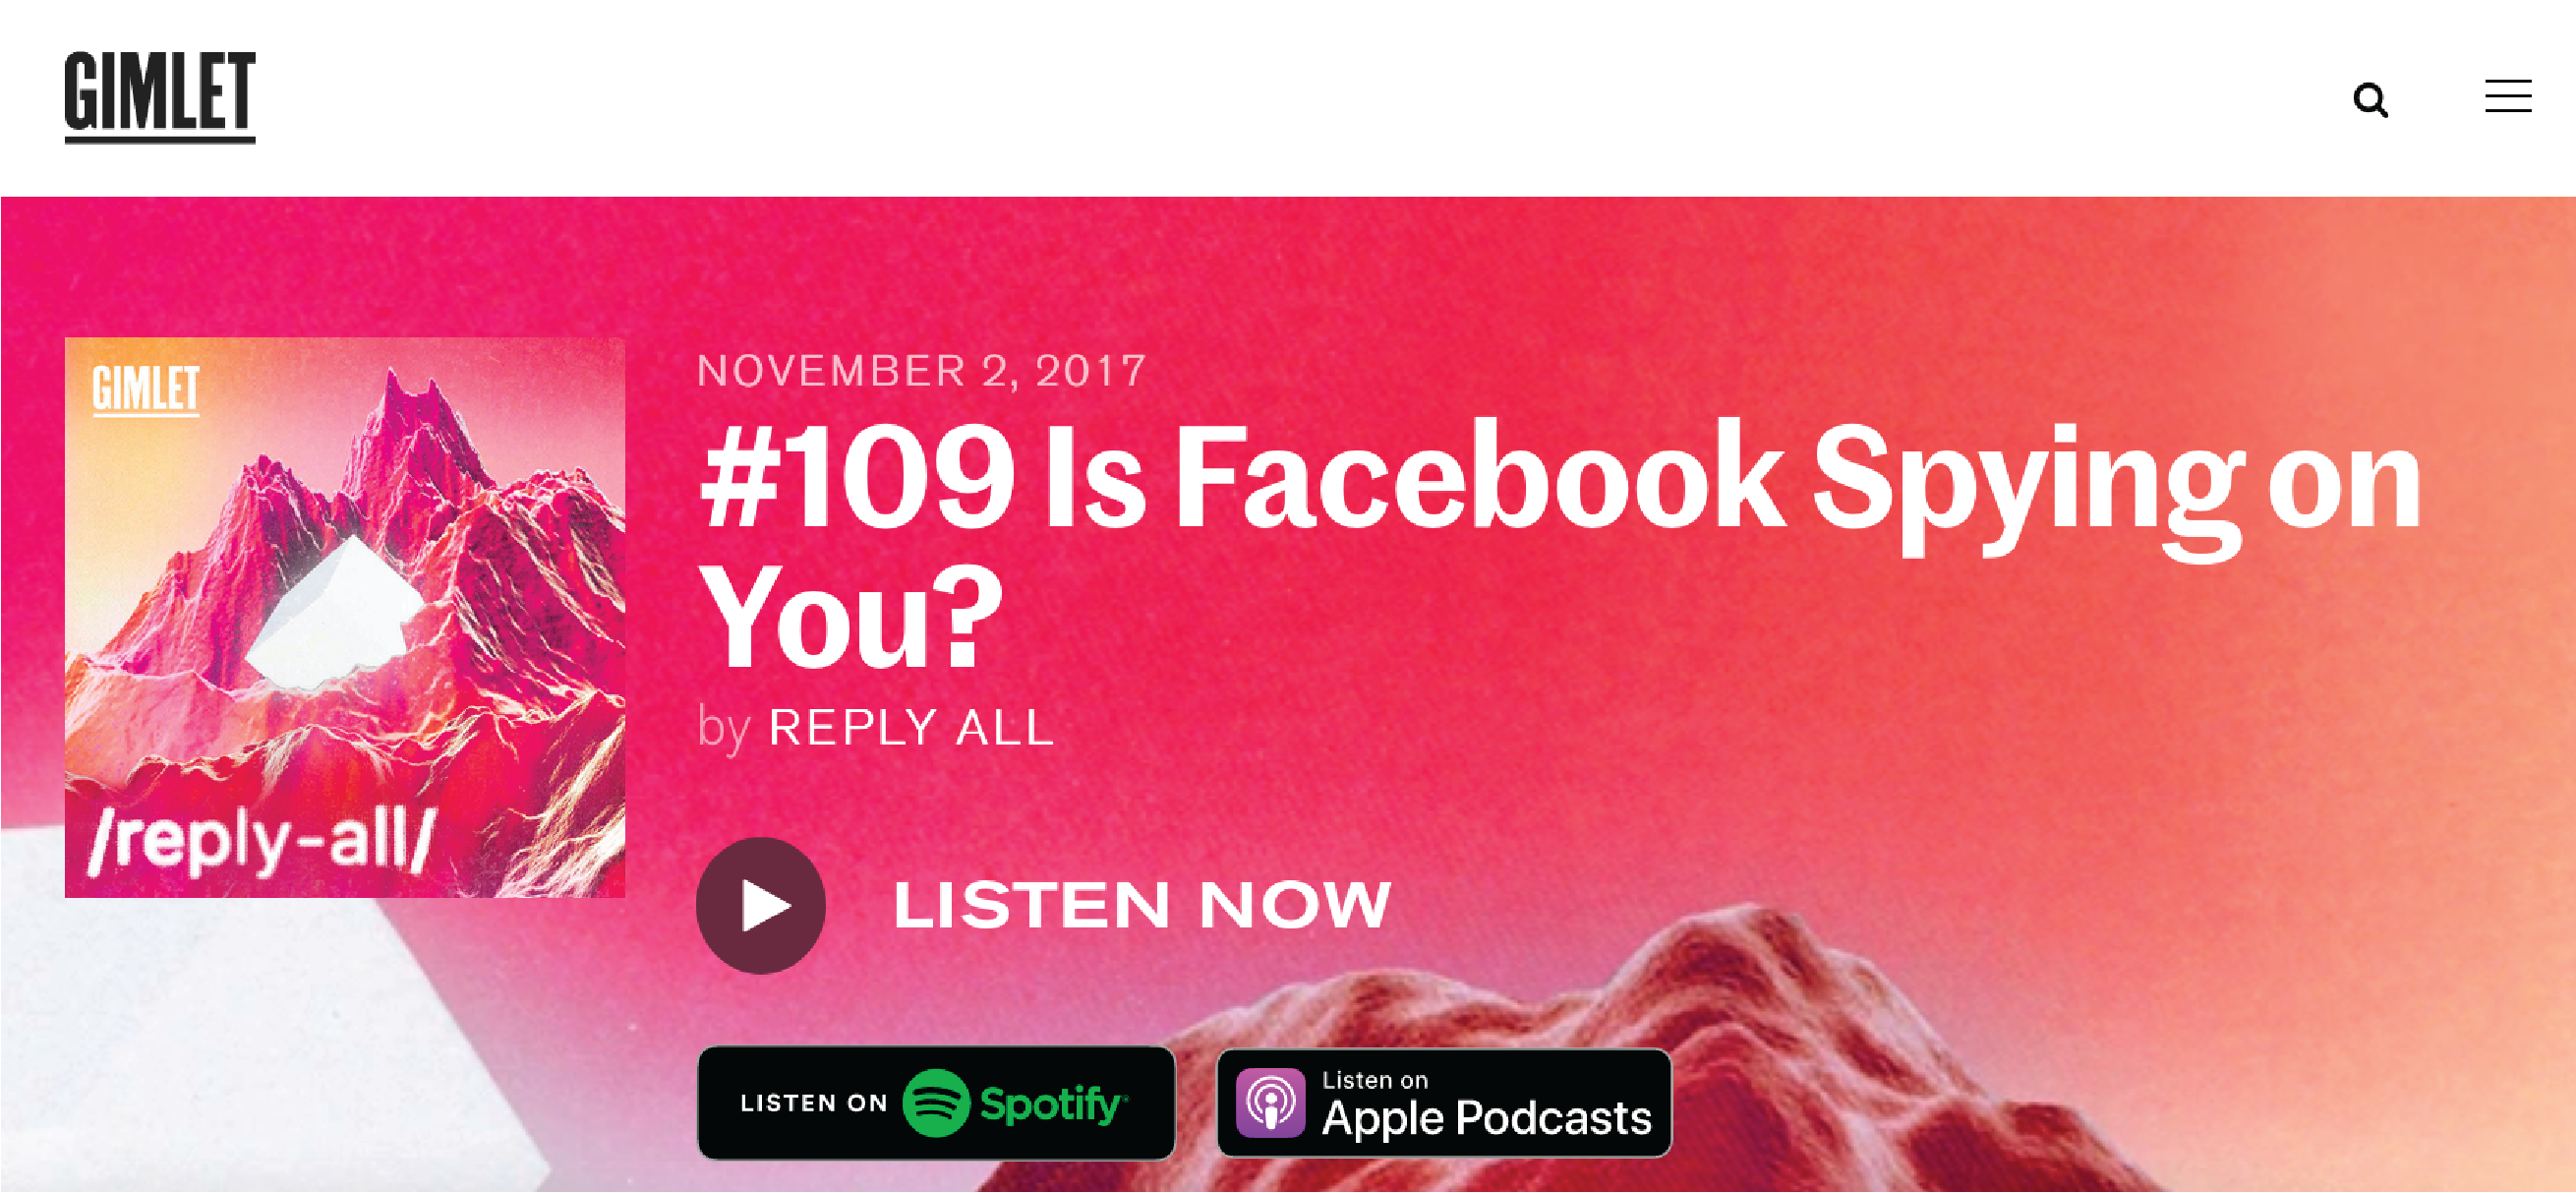 GIMLET
GIMLET
/reply-all/
NOVEMBER 2, 2017
#109 Is Facebook Spying on
You?
by REPLY ALL
LISTEN NOW
LISTEN ON Spotify
Listen on
Apple Podcasts